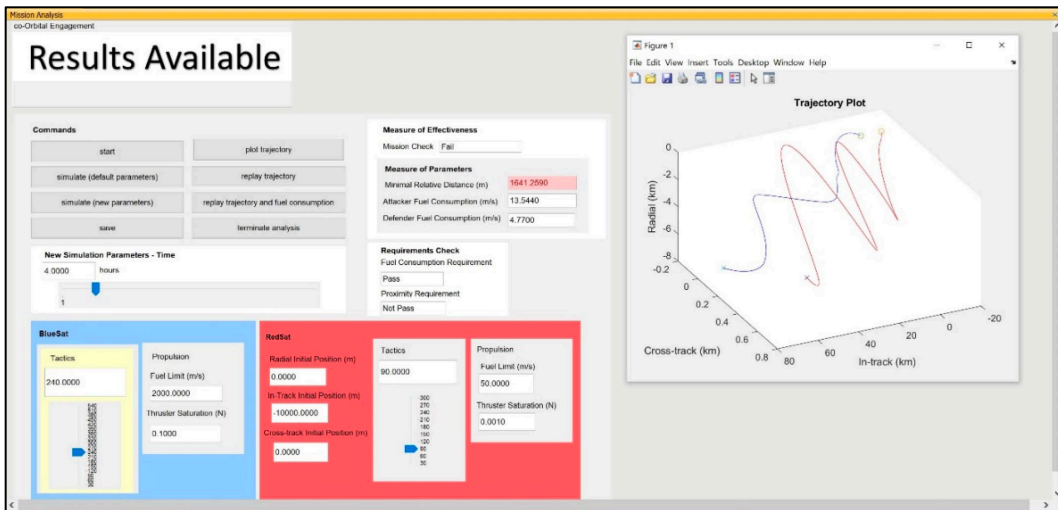 Mission Analysis
co-Orbital Engagement
Results Available
Commands
start
plot trajectory
simulate (default parameters)
replay trajectory
simulate (new parameters)
replay trajectory and fuel consumption
save
terminate analysis
New Simulation Parameters - Time
4.0000 hours
1
Measure of Effectiveness
Mission Check Fail
Measure of Parameters
Minimal Relative Distance (m) 1641.2590
Attacker Fuel Consumption (m/s) 13.5440
Defender Fuel Consumption (m/s) 4.7700
Requirements Check
Fuel Consumption Requirement
Pass
Proximity Requirement
Not Pass
BlueSat
Tactics
240.0000
Propulsion
Fuel Limit (m/s)
2000.0000
Thruster Saturation (N)
0.1000
RedSat
Radial Initial Position (m)
0.0000
In-Track Initial Position (m)
-10000.0000
Cross-track Initial Position (m)
0.0000
Tactics
90.0000
300
270
240
210
180
150
120
90
60
30
Propulsion
Fuel Limit (m/s)
50.0000
Thruster Saturation (N)
0.0010
Figure 1
File Edit View Insert Tools Desktop Window Help
Trajectory Plot
Radial (km)
0
-2
-4
-6
-8
-0.2
0
0.2
0.4
0.6
0.8
Cross-track (km)
80
60
40
20
0
-20
In-track (km)